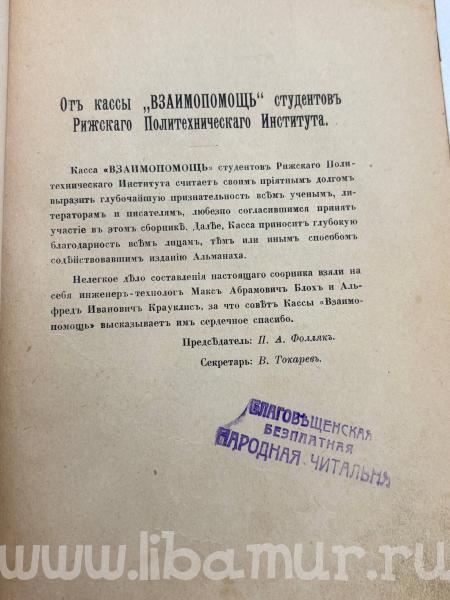 Отъ кассы „ВЗАИМОПОМОЩЬ“ студентовъ
Рижскаго Политехническаго Института.
Касса «ВЗАИМОПОМОЩЬ» студентовъ Рижскаго Поли-
техническаго Института считаетъ своимъ пріятнымъ долгомъ
выразить глубочайшую признательность всѣмъ ученымъ, ли-
тераторамъ и писателямъ, любезно согласившимся принять
участіе въ этомъ сборникѣ. Далѣе, Касса приноситъ глубокую
благодарность всѣмъ лицамъ, тѣмъ или инымъ способомъ
содѣйствовавшимъ изданію Альманаха.
Нелегкое дѣло составленія настоящаго сборника взяли на
себя инженеръ-технологъ Максъ Абрамовичъ Блохъ и Аль-
фредъ Ивановичъ Крауклисъ, за что совѣтъ Кассы «Взаимо-
помощь» высказываетъ имъ сердечное спасибо.
Предсѣдатель: П. А. Фоллякъ.
Секретарь: В. Токаревъ.
БЛАГОВѢЩЕНСКАЯ
БЕЗПЛАТНАЯ
НАРОДНАЯ ЧИТАЛЬНЯ
www.libamur.ru